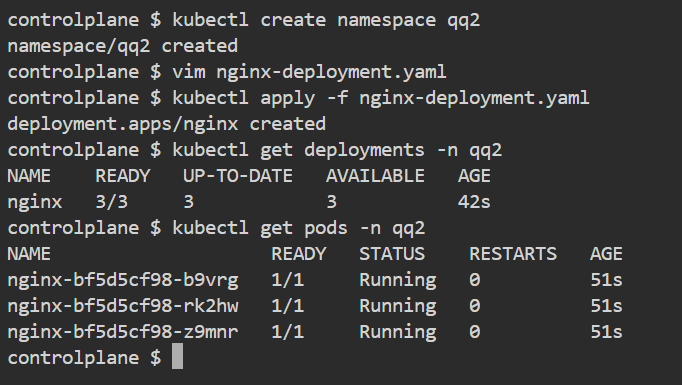 controlplane $ kubectl create namespace qq2
namespace/qq2 created
controlplane $ vim nginx-deployment.yaml
controlplane $ kubectl apply -f nginx-deployment.yaml
deployment.apps/nginx created
controlplane $ kubectl get deployments -n qq2
NAME    READY   UP-TO-DATE   AVAILABLE   AGE
nginx   3/3     3            3           42s
controlplane $ kubectl get pods -n qq2
NAME                     READY   STATUS    RESTARTS   AGE
nginx-bf5d5cf98-b9vrg   1/1     Running   0          51s
nginx-bf5d5cf98-rk2hw   1/1     Running   0          51s
nginx-bf5d5cf98-z9mnr   1/1     Running   0          51s
controlplane $